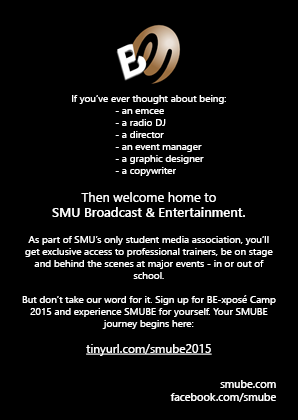 B
If you've ever thought about being:
- an emcee
- a radio DJ
- a director
- an event manager
- a graphic designer
- a copywriter
Then welcome home to
SMU Broadcast & Entertainment.
As part of SMU's only student media association, you'll
get exclusive access to professional trainers, be on stage
and behind the scenes at major events - in or out of
school.
But don't take our word for it. Sign up for BE-xposé Camp
2015 and experience SMUBE for yourself. Your SMUBE
journey begins here:
tinyurl.com/smube2015
smube.com
facebook.com/smube